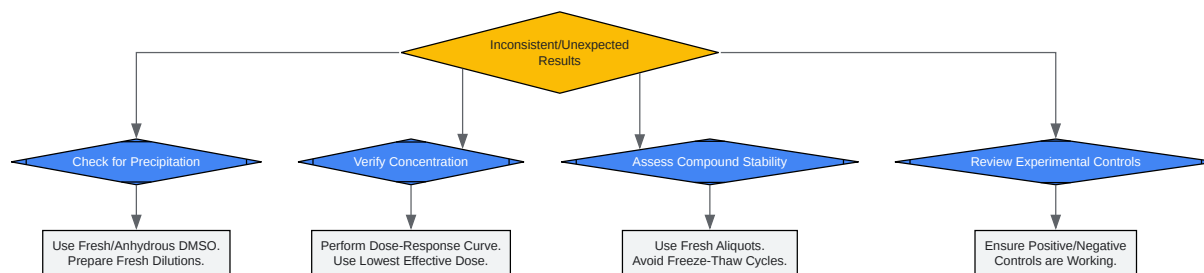 Inconsistent/Unexpected
Results
Check for Precipitation
Verify Concentration
Assess Compound Stability
Review Experimental Controls
Use Fresh/Anhydrous DMSO.
Prepare Fresh Dilutions.
Perform Dose-Response Curve.
Use Lowest Effective Dose.
Use Fresh Aliquots.
Avoid Freeze-Thaw Cycles.
Ensure Positive/Negative
Controls are Working.